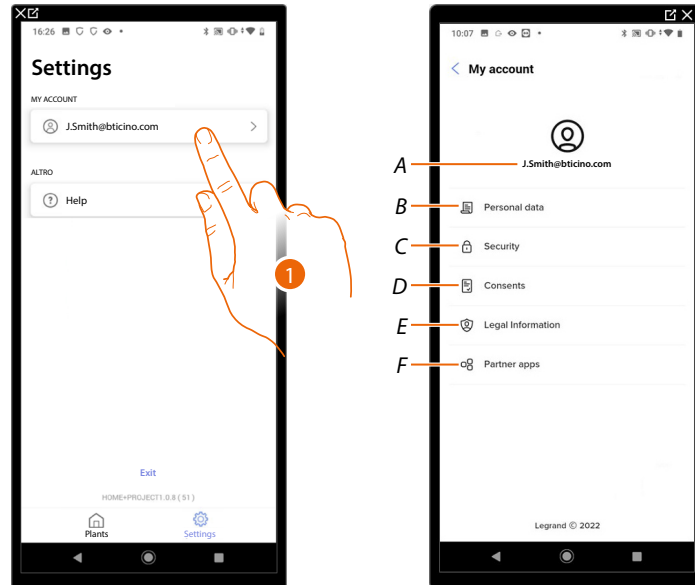 16:26
Settings
MY ACCOUNT
J.Smith@bticino.com
ALTRO
Help
1
Exit
HOME+PROJECT1.0.8 ( 51 )
Plants
Settings
10:07
My account
A
J.Smith@bticino.com
B
Personal data
C
Security
D
Consents
E
Legal Information
F
Partner apps
Legrand © 2022